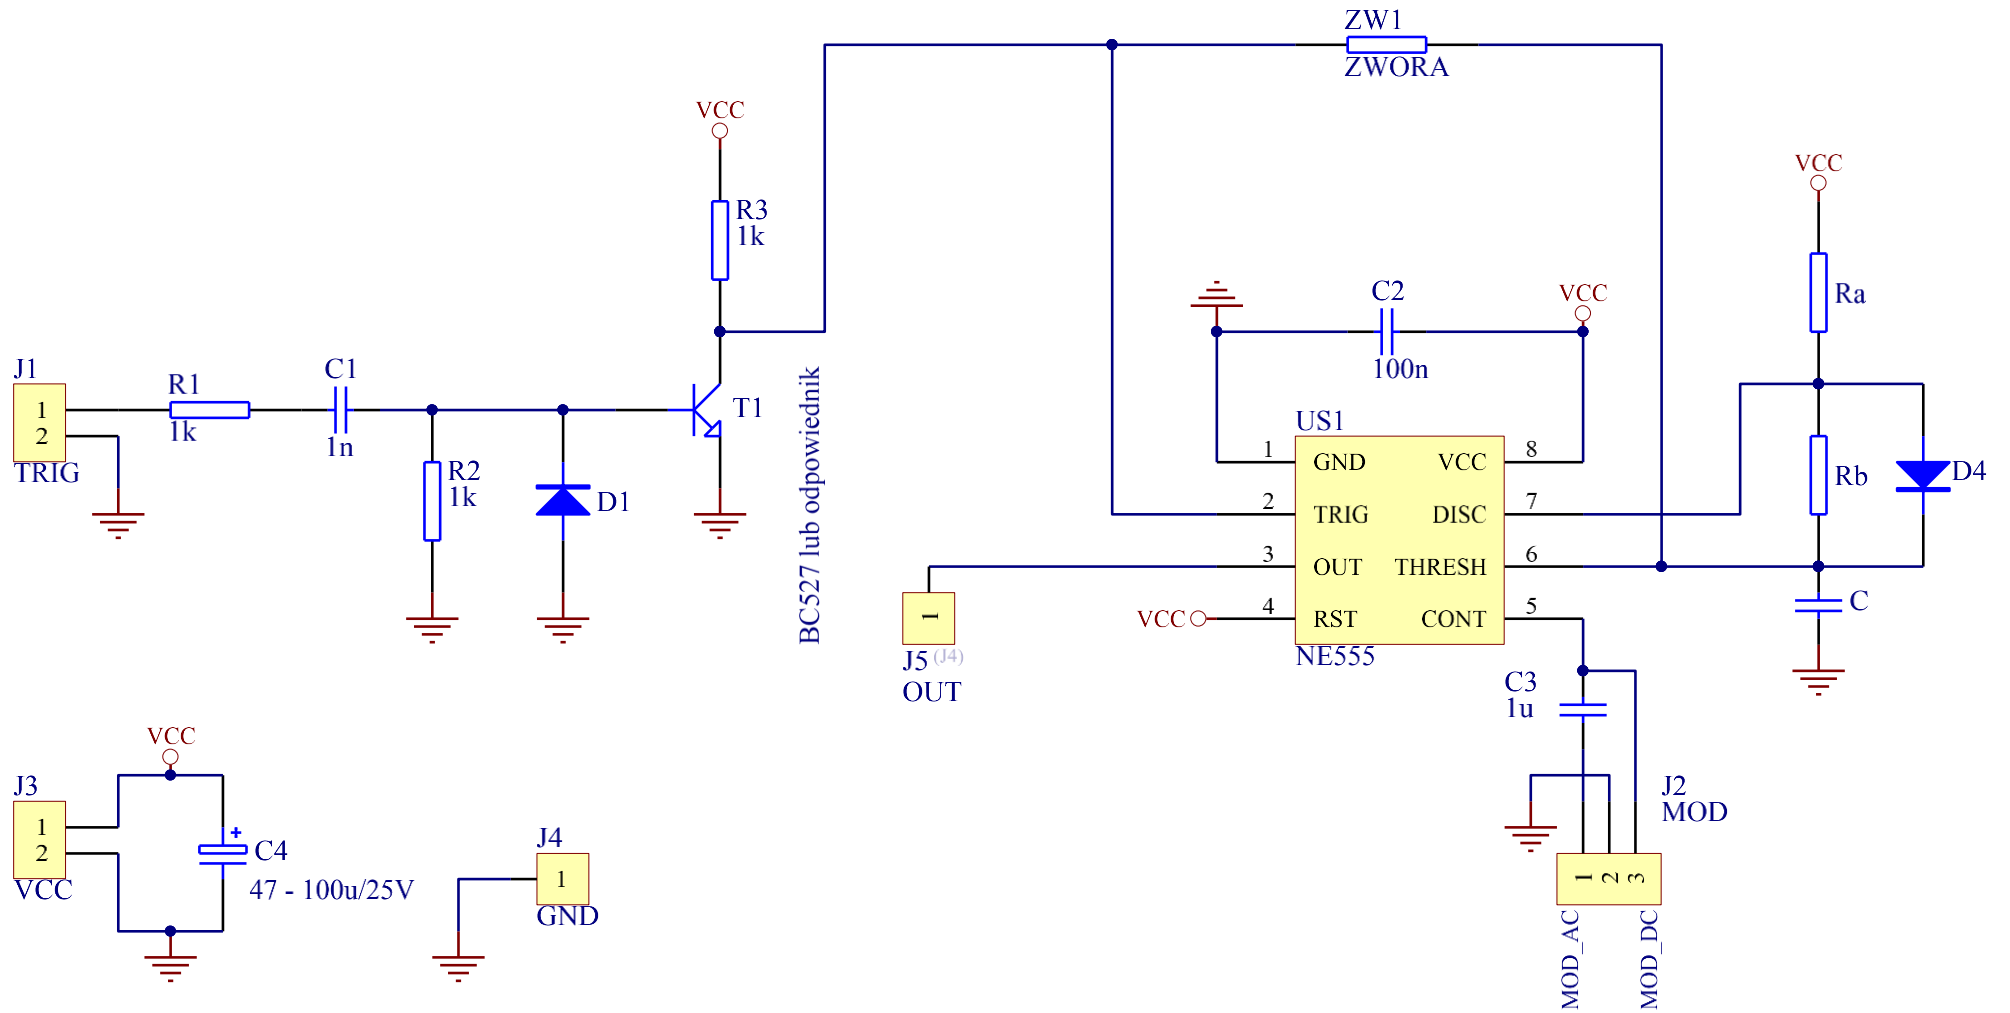 ZW1
ZWORA
VCC
R3
1k
VCC
Ra
C2
100n
VCC
J1
1
2
TRIG
R1
1k
C1
1n
R2
1k
D1
T1
BC527 lub odpowiednik
US1
1 GND VCC 8
2 TRIG DISC 7
3 OUT THRESH 6
VCC 4 RST CONT 5
NE555
Rb
D4
C
1
J5 (J4)
OUT
C3
1u
J2
MOD
1 2 3
MOD_AC
MOD_DC
VCC
J3
1
2
VCC
+
C4
47 - 100u/25V
J4
1
GND